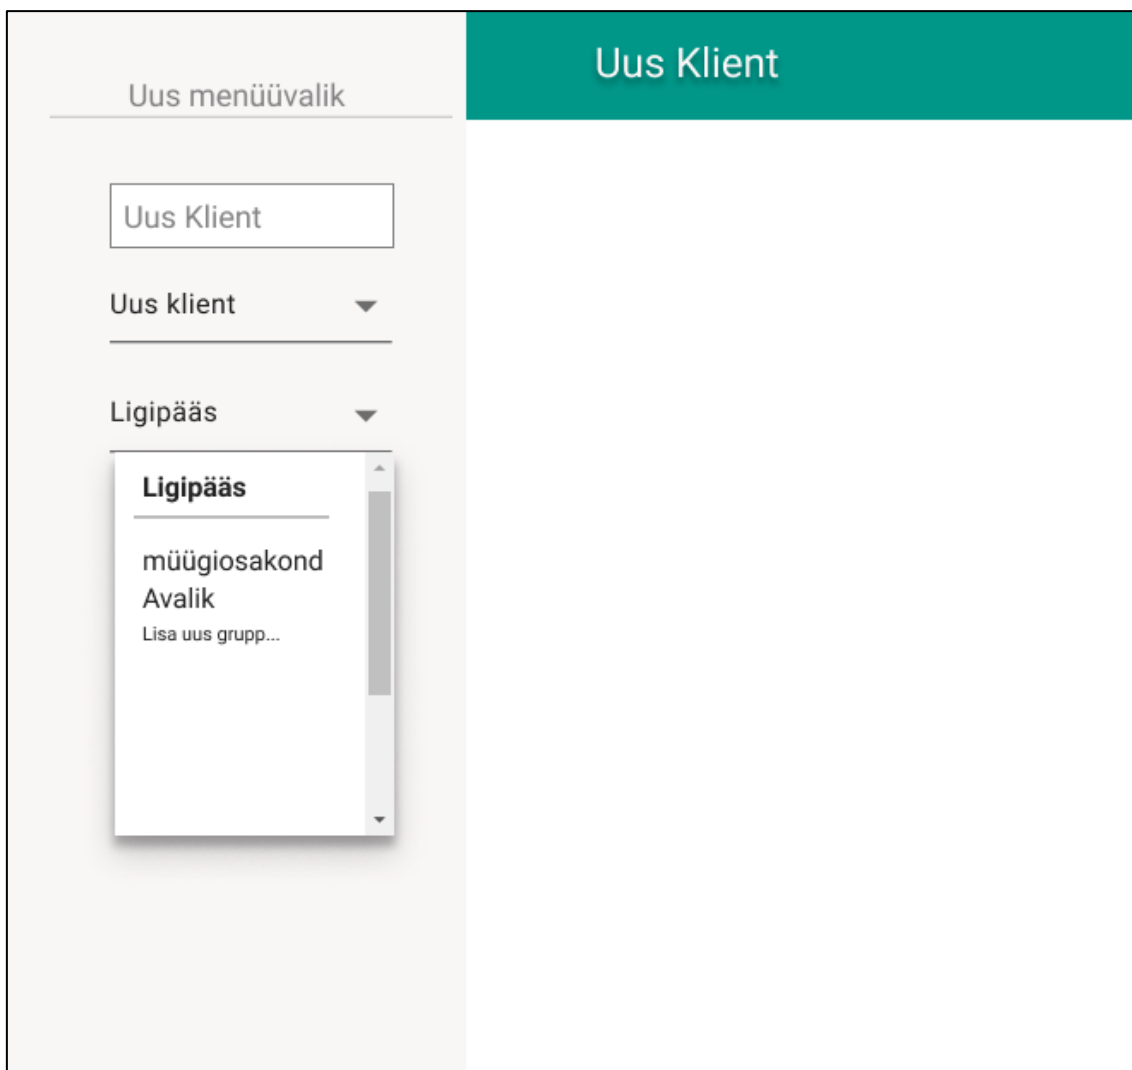 Uus menüüvalik
Uus Klient
Uus Klient
Uus klient
Ligipääs
Ligipääs
müügiosakond
Avalik
Lisa uus grupp...